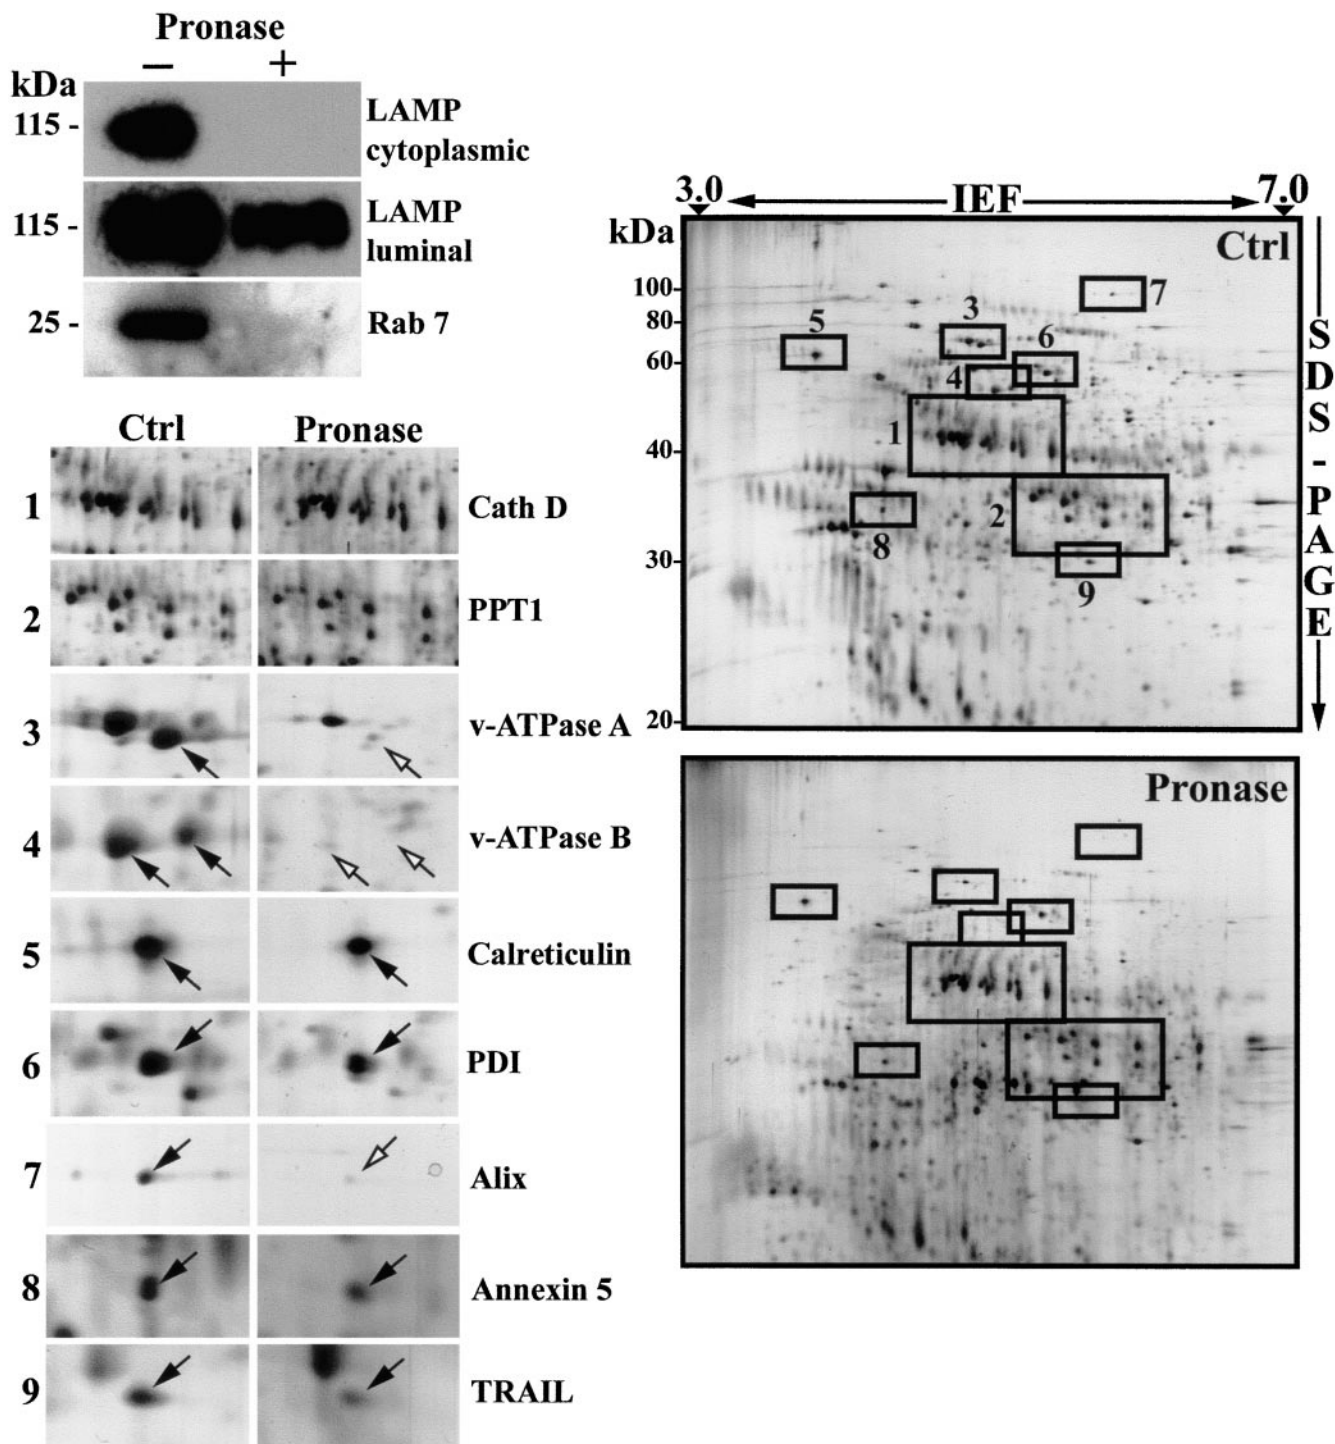 Pronase
− +
kDa
115 -
LAMP
cytoplasmic
115 -
LAMP
luminal
25 -
Rab 7
Ctrl Pronase
1 Cath D
2 PPT1
3 v-ATPase A
4 v-ATPase B
5 Calreticulin
6 PDI
7 Alix
8 Annexin 5
9 TRAIL
3.0 IEF 7.0
kDa
Ctrl
100
80
60
40
30
20
7
3
5
6
4
1
2
8
9
SDS-PAGE
Pronase